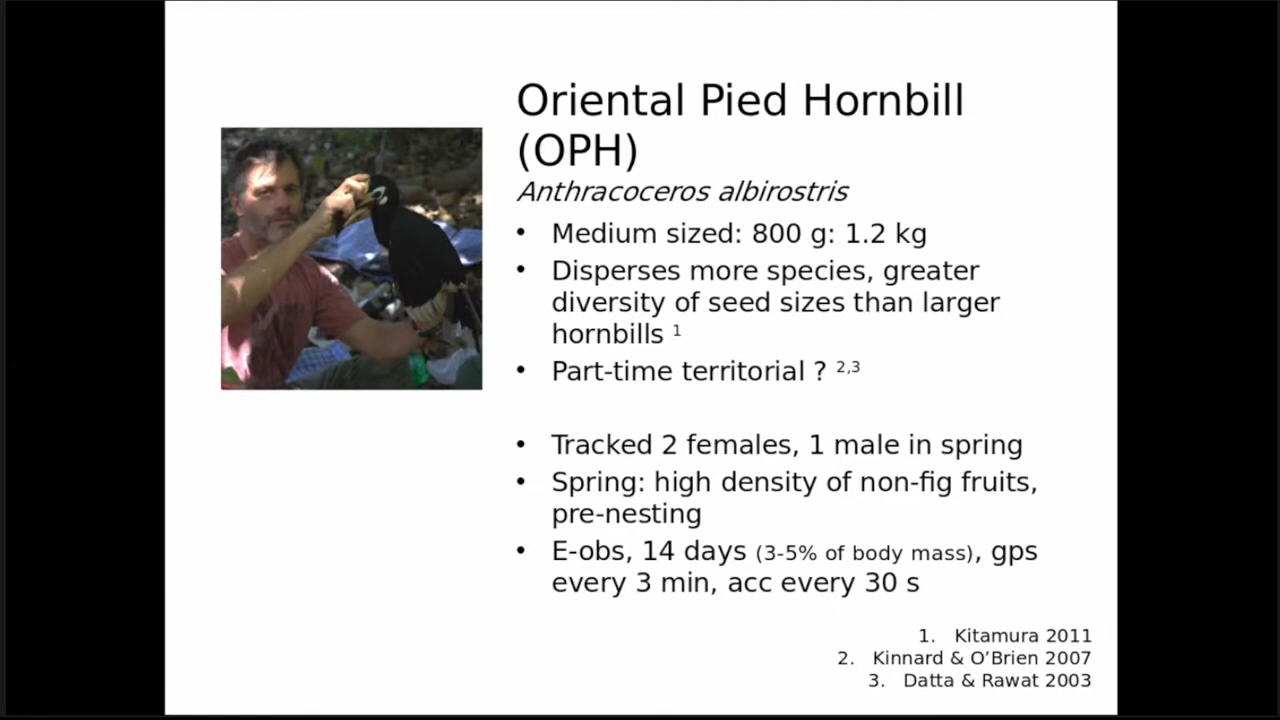 Oriental Pied Hornbill
(OPH)
Anthracoceros albirostris
• Medium sized: 800 g: 1.2 kg
• Disperses more species, greater
diversity of seed sizes than larger
hornbills 1
• Part-time territorial ? 2,3
• Tracked 2 females, 1 male in spring
• Spring: high density of non-fig fruits,
pre-nesting
• E-obs, 14 days (3-5% of body mass), gps
every 3 min, acc every 30 s
1. Kitamura 2011
2. Kinnard & O’Brien 2007
3. Datta & Rawat 2003